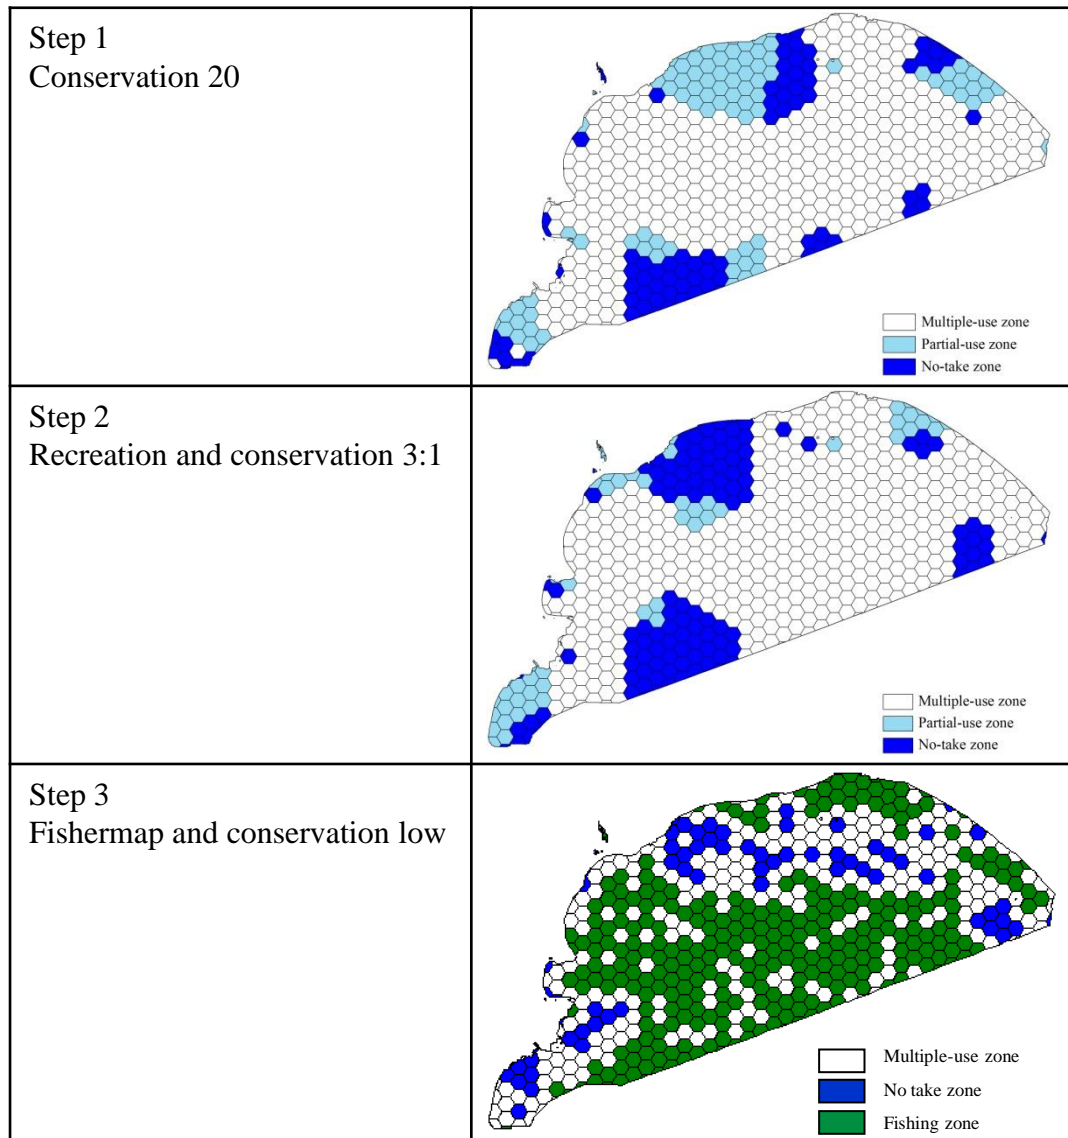 Step 1
Conservation 20
Multiple-use zone
Partial-use zone
No-take zone
Step 2
Recreation and conservation 3:1
Multiple-use zone
Partial-use zone
No-take zone
Step 3
Fishermap and conservation low
Multiple-use zone
No take zone
Fishing zone